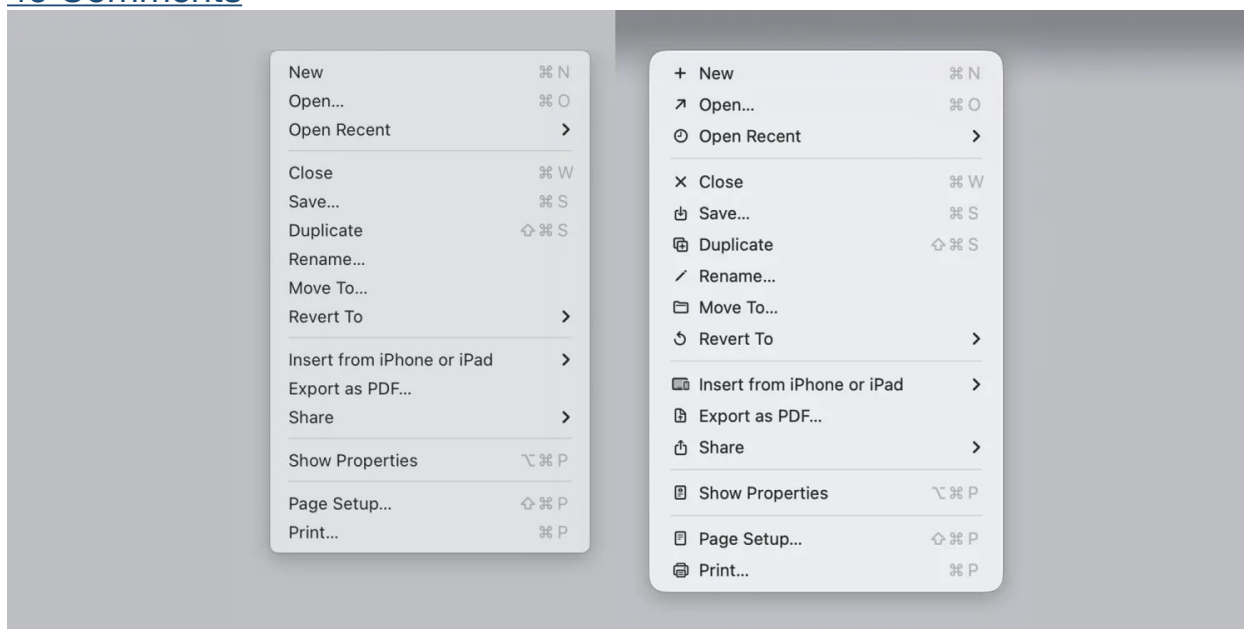 New ⌘ N
Open... ⌘ O
Open Recent
Close ⌘ W
Save... ⌘ S
Duplicate ⇧ ⌘ S
Rename...
Move To...
Revert To
Insert from iPhone or iPad
Export as PDF...
Share
Show Properties ⌥ ⌘ P
Page Setup... ⇧ ⌘ P
Print... ⌘ P
New ⌘ N
Open... ⌘ O
Open Recent
Close ⌘ W
Save... ⌘ S
Duplicate ⇧ ⌘ S
Rename...
Move To...
Revert To
Insert from iPhone or iPad
Export as PDF...
Share
Show Properties ⌥ ⌘ P
Page Setup... ⇧ ⌘ P
Print... ⌘ P